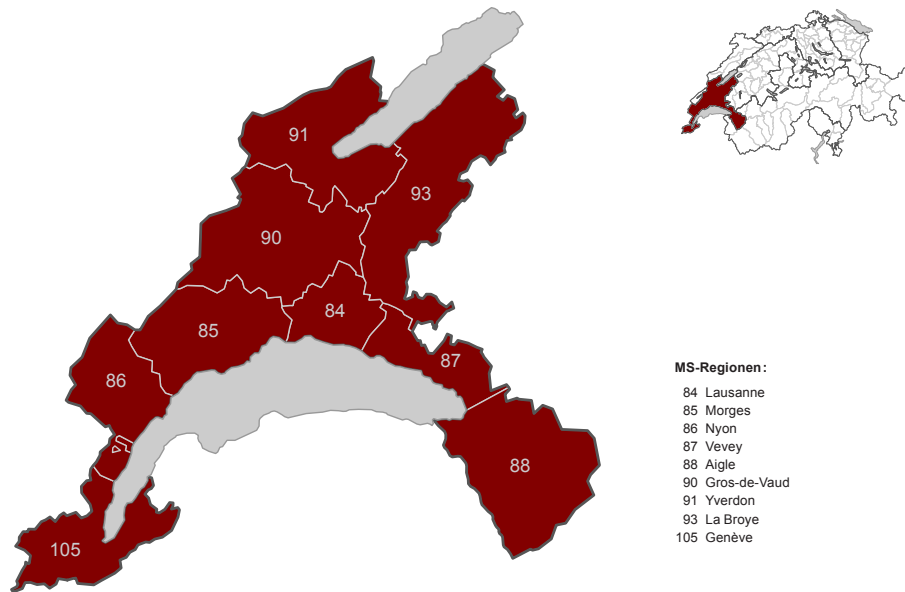 91
93
90
84
85
87
86
88
105
MS-Regionen:
84 Lausanne
85 Morges
86 Nyon
87 Vevey
88 Aigle
90 Gros-de-Vaud
91 Yverdon
93 La Broye
105 Genève